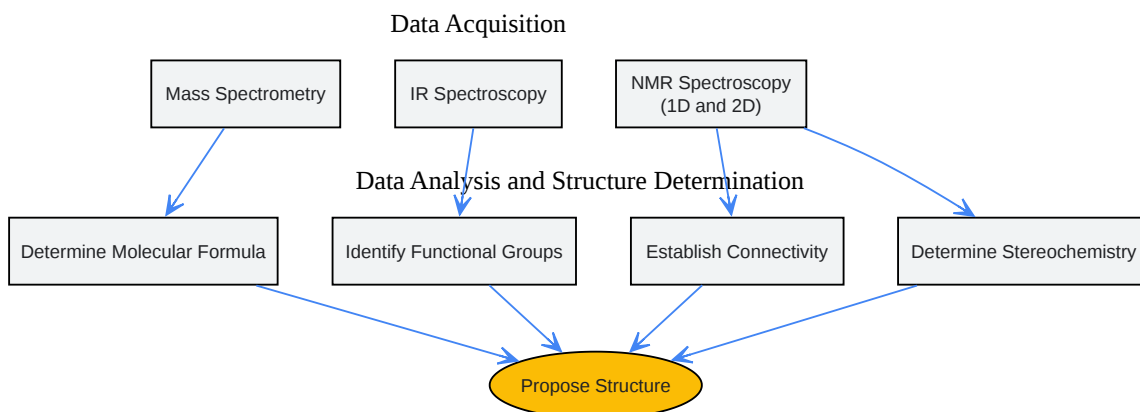 Data Acquisition
Mass Spectrometry
IR Spectroscopy
NMR Spectroscopy
(1D and 2D)
Data Analysis and Structure Determination
Determine Molecular Formula
Identify Functional Groups
Establish Connectivity
Determine Stereochemistry
Propose Structure